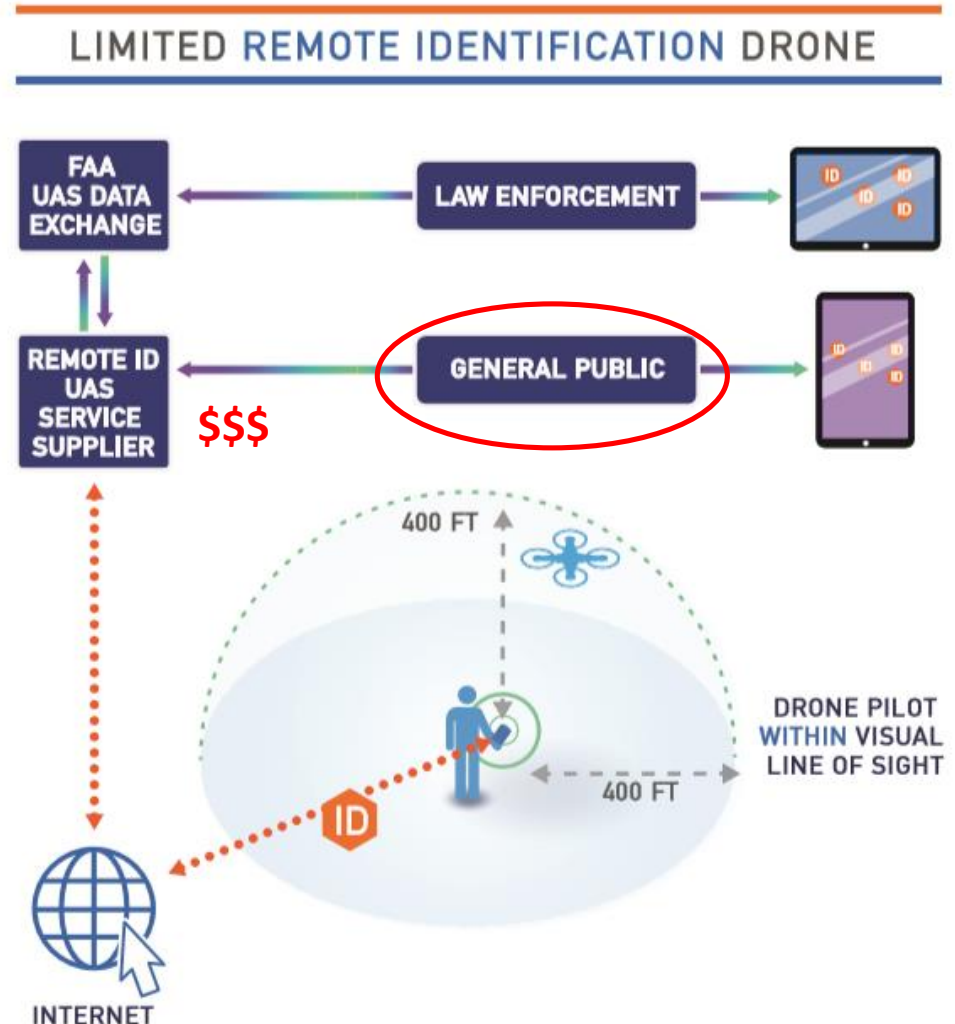 LIMITED REMOTE IDENTIFICATION DRONE
FAA
UAS DATA
EXCHANGE
LAW ENFORCEMENT
ID
ID
ID
ID
REMOTE ID
UAS
SERVICE
SUPPLIER
$$$
GENERAL PUBLIC
ID
ID
ID
ID
400 FT
DRONE PILOT
WITHIN VISUAL
LINE OF SIGHT
400 FT
ID
INTERNET